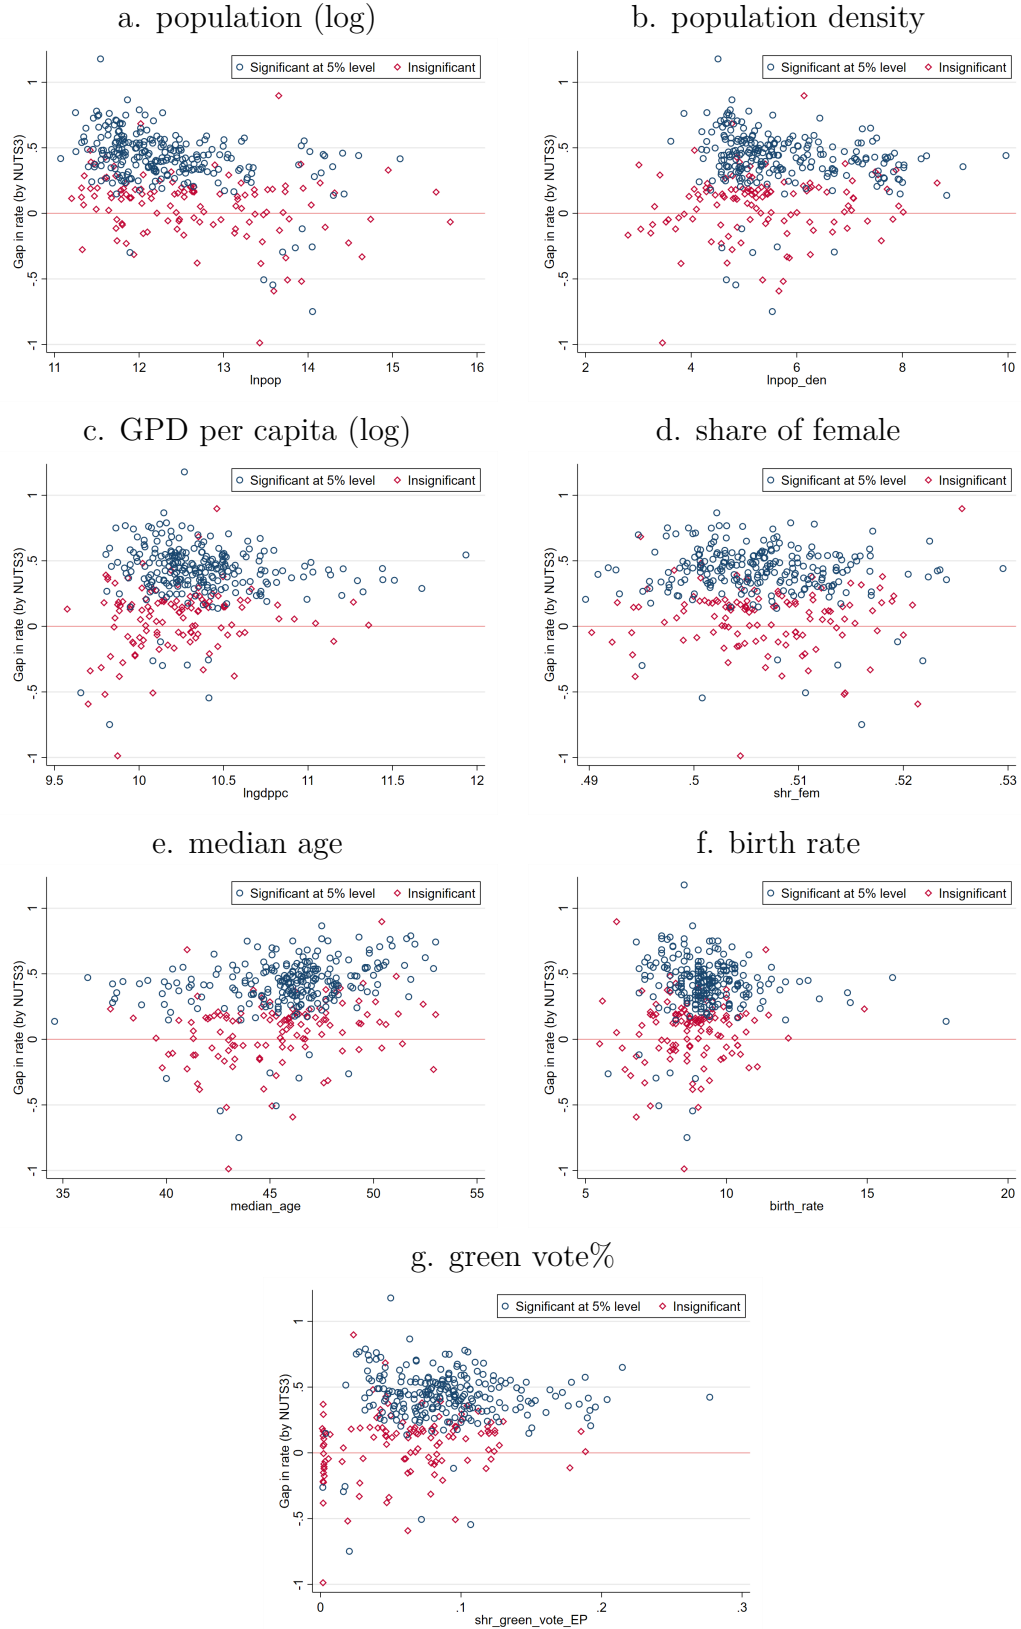 a. population (log)
b. population density
Significant at 5% level
Insignificant
Gap in rate (by NUTS3)
1
.5
0
-.5
-1
11 12 13 14 15 16
lnpop
Significant at 5% level
Insignificant
Gap in rate (by NUTS3)
1
.5
0
-.5
-1
2 4 6 8 10
lnpop_den
c. GPD per capita (log)
d. share of female
Significant at 5% level
Insignificant
Gap in rate (by NUTS3)
1
.5
0
-.5
-1
9.5 10 10.5 11 11.5 12
lngdppc
Significant at 5% level
Insignificant
Gap in rate (by NUTS3)
1
.5
0
-.5
-1
.49 .5 .51 .52 .53
shr_fem
e. median age
f. birth rate
Significant at 5% level
Insignificant
Gap in rate (by NUTS3)
1
.5
0
-.5
-1
35 40 45 50 55
median_age
Significant at 5% level
Insignificant
Gap in rate (by NUTS3)
1
.5
0
-.5
-1
5 10 15 20
birth_rate
g. green vote%
Significant at 5% level
Insignificant
Gap in rate (by NUTS3)
1
.5
0
-.5
-1
0 .1 .2 .3
shr_green_vote_EP